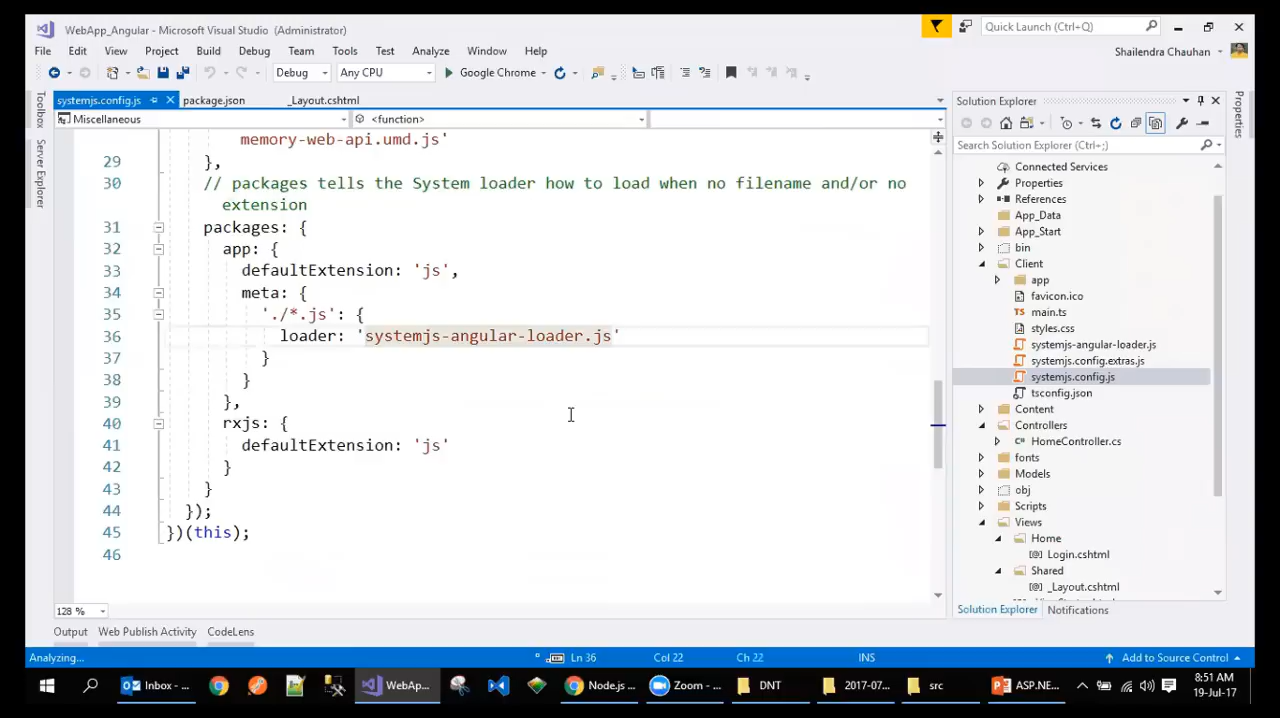 WebApp_Angular - Microsoft Visual Studio (Administrator)
Quick Launch (Ctrl+Q)
File Edit View Project Build Debug Team Tools Test Analyze Window Help
Shailendra Chauhan
Debug Any CPU Google Chrome
Toolbox
Server Explorer
systemjs.config.js package.json _Layout.cshtml
Miscellaneous <function>
memory-web-api.umd.js'
29 },
30 // packages tells the System loader how to load when no filename and/or no
extension
31 packages: {
32 app: {
33 defaultExtension: 'js',
34 meta: {
35 './*.js': {
36 loader: 'systemjs-angular-loader.js'
37 }
38 }
39 },
40 rxjs: {
41 defaultExtension: 'js'
42 }
43 }
44 });
45 })(this);
46
128 %
Solution Explorer
Search Solution Explorer (Ctrl+;)
Connected Services
Properties
References
App_Data
App_Start
bin
Client
app
favicon.ico
main.ts
styles.css
systemjs-angular-loader.js
systemjs.config.extras.js
systemjs.config.js
tsconfig.json
Content
Controllers
HomeController.cs
fonts
Models
obj
Scripts
Views
Home
Login.cshtml
Shared
_Layout.cshtml
Solution Explorer Notifications
Properties
Output Web Publish Activity CodeLens
Analyzing... Ln 36 Col 22 Ch 22 INS Add to Source Control
Inbox - ... WebAp... Node.js ... Zoom - ... DNT 2017-07... src ASP.NE...
8:51 AM
19-Jul-17